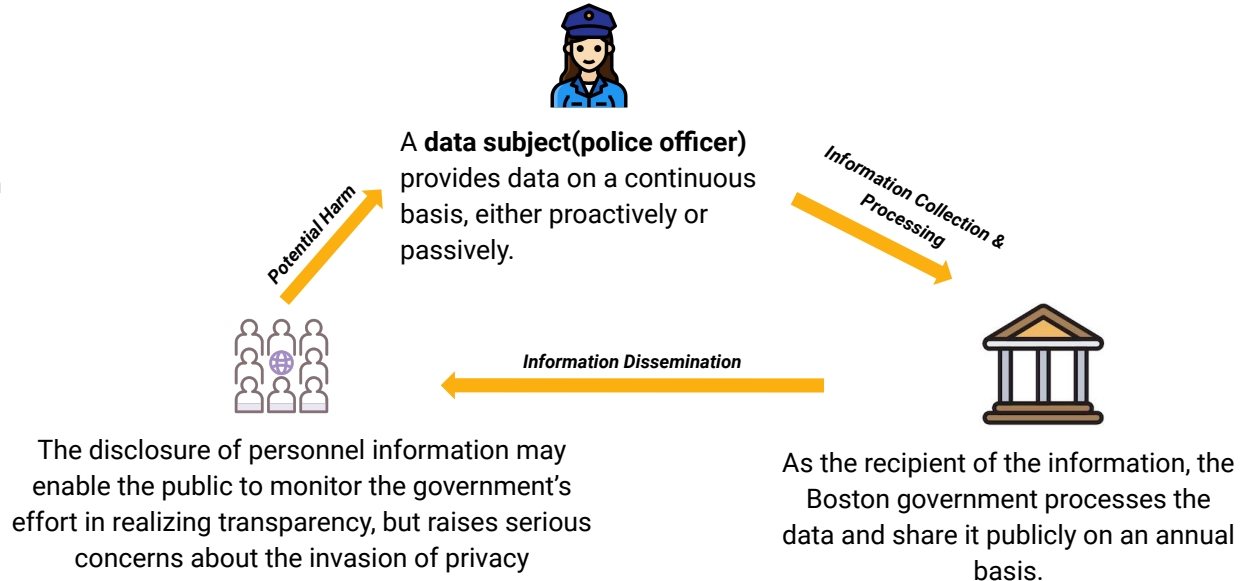 A data subject(police officer)
provides data on a continuous
basis, either proactively or
passively.
Information Collection &
Processing
Potential Harm
Information Dissemination
The disclosure of personnel information may
enable the public to monitor the government's
effort in realizing transparency, but raises serious
concerns about the invasion of privacy
As the recipient of the information, the
Boston government processes the
data and share it publicly on an annual
basis.